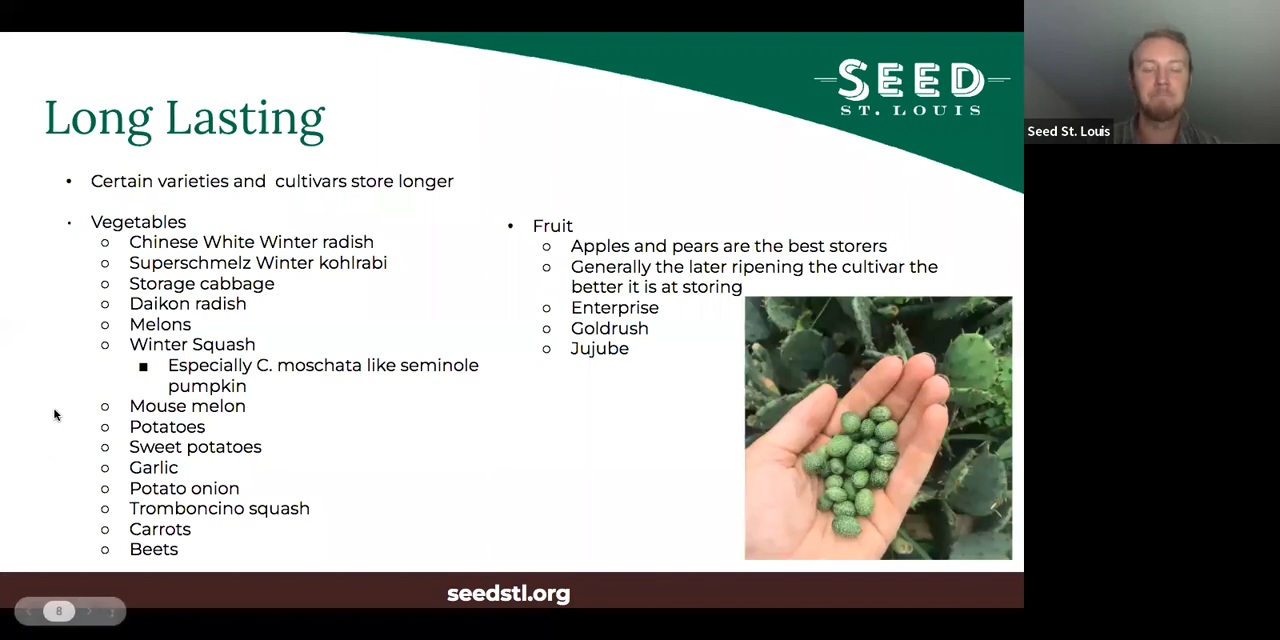 SEED
ST. LOUIS
Long Lasting
Seed St. Louis
• Certain varieties and cultivars store longer
• Vegetables
○ Chinese White Winter radish
○ Superschmelz Winter kohlrabi
○ Storage cabbage
○ Daikon radish
○ Melons
○ Winter Squash
■ Especially C. moschata like seminole
pumpkin
○ Mouse melon
○ Potatoes
○ Sweet potatoes
○ Garlic
○ Potato onion
○ Tromboncino squash
○ Carrots
○ Beets
• Fruit
○ Apples and pears are the best storers
○ Generally the later ripening the cultivar the
better it is at storing
○ Enterprise
○ Goldrush
○ Jujube
seedstl.org
8